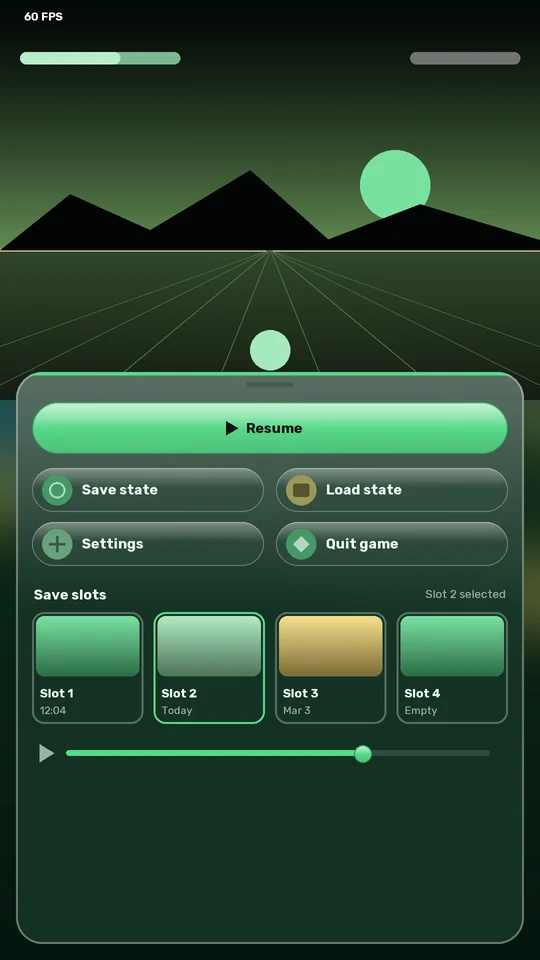 60 FPS
Resume
Save state
Load state
Settings
Quit game
Save slots
Slot 2 selected
Slot 1
12:04
Slot 2
Today
Slot 3
Mar 3
Slot 4
Empty